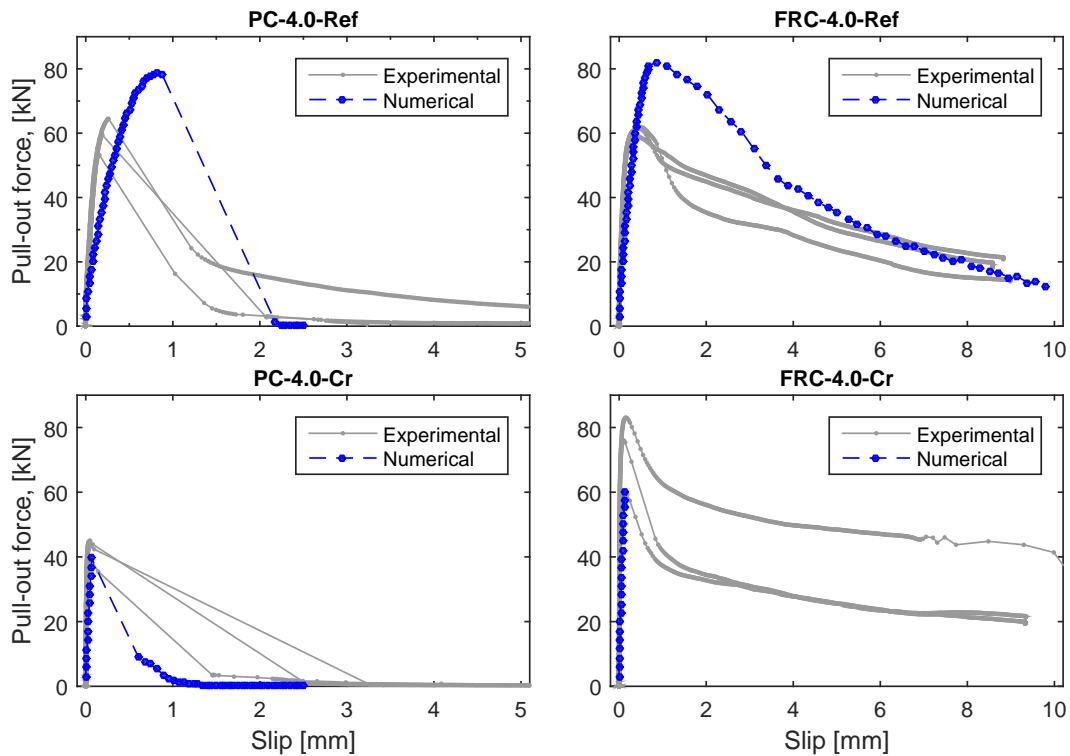 PC-4.0-Ref
FRC-4.0-Ref
Pull-out force, [kN]
80
60
40
20
0
Experimental
Numerical
0 1 2 3 4 5
80
60
40
20
0
Experimental
Numerical
0 2 4 6 8 10
PC-4.0-Cr
FRC-4.0-Cr
Pull-out force, [kN]
80
60
40
20
0
Experimental
Numerical
0 1 2 3 4 5
Slip [mm]
80
60
40
20
0
Experimental
Numerical
0 2 4 6 8 10
Slip [mm]